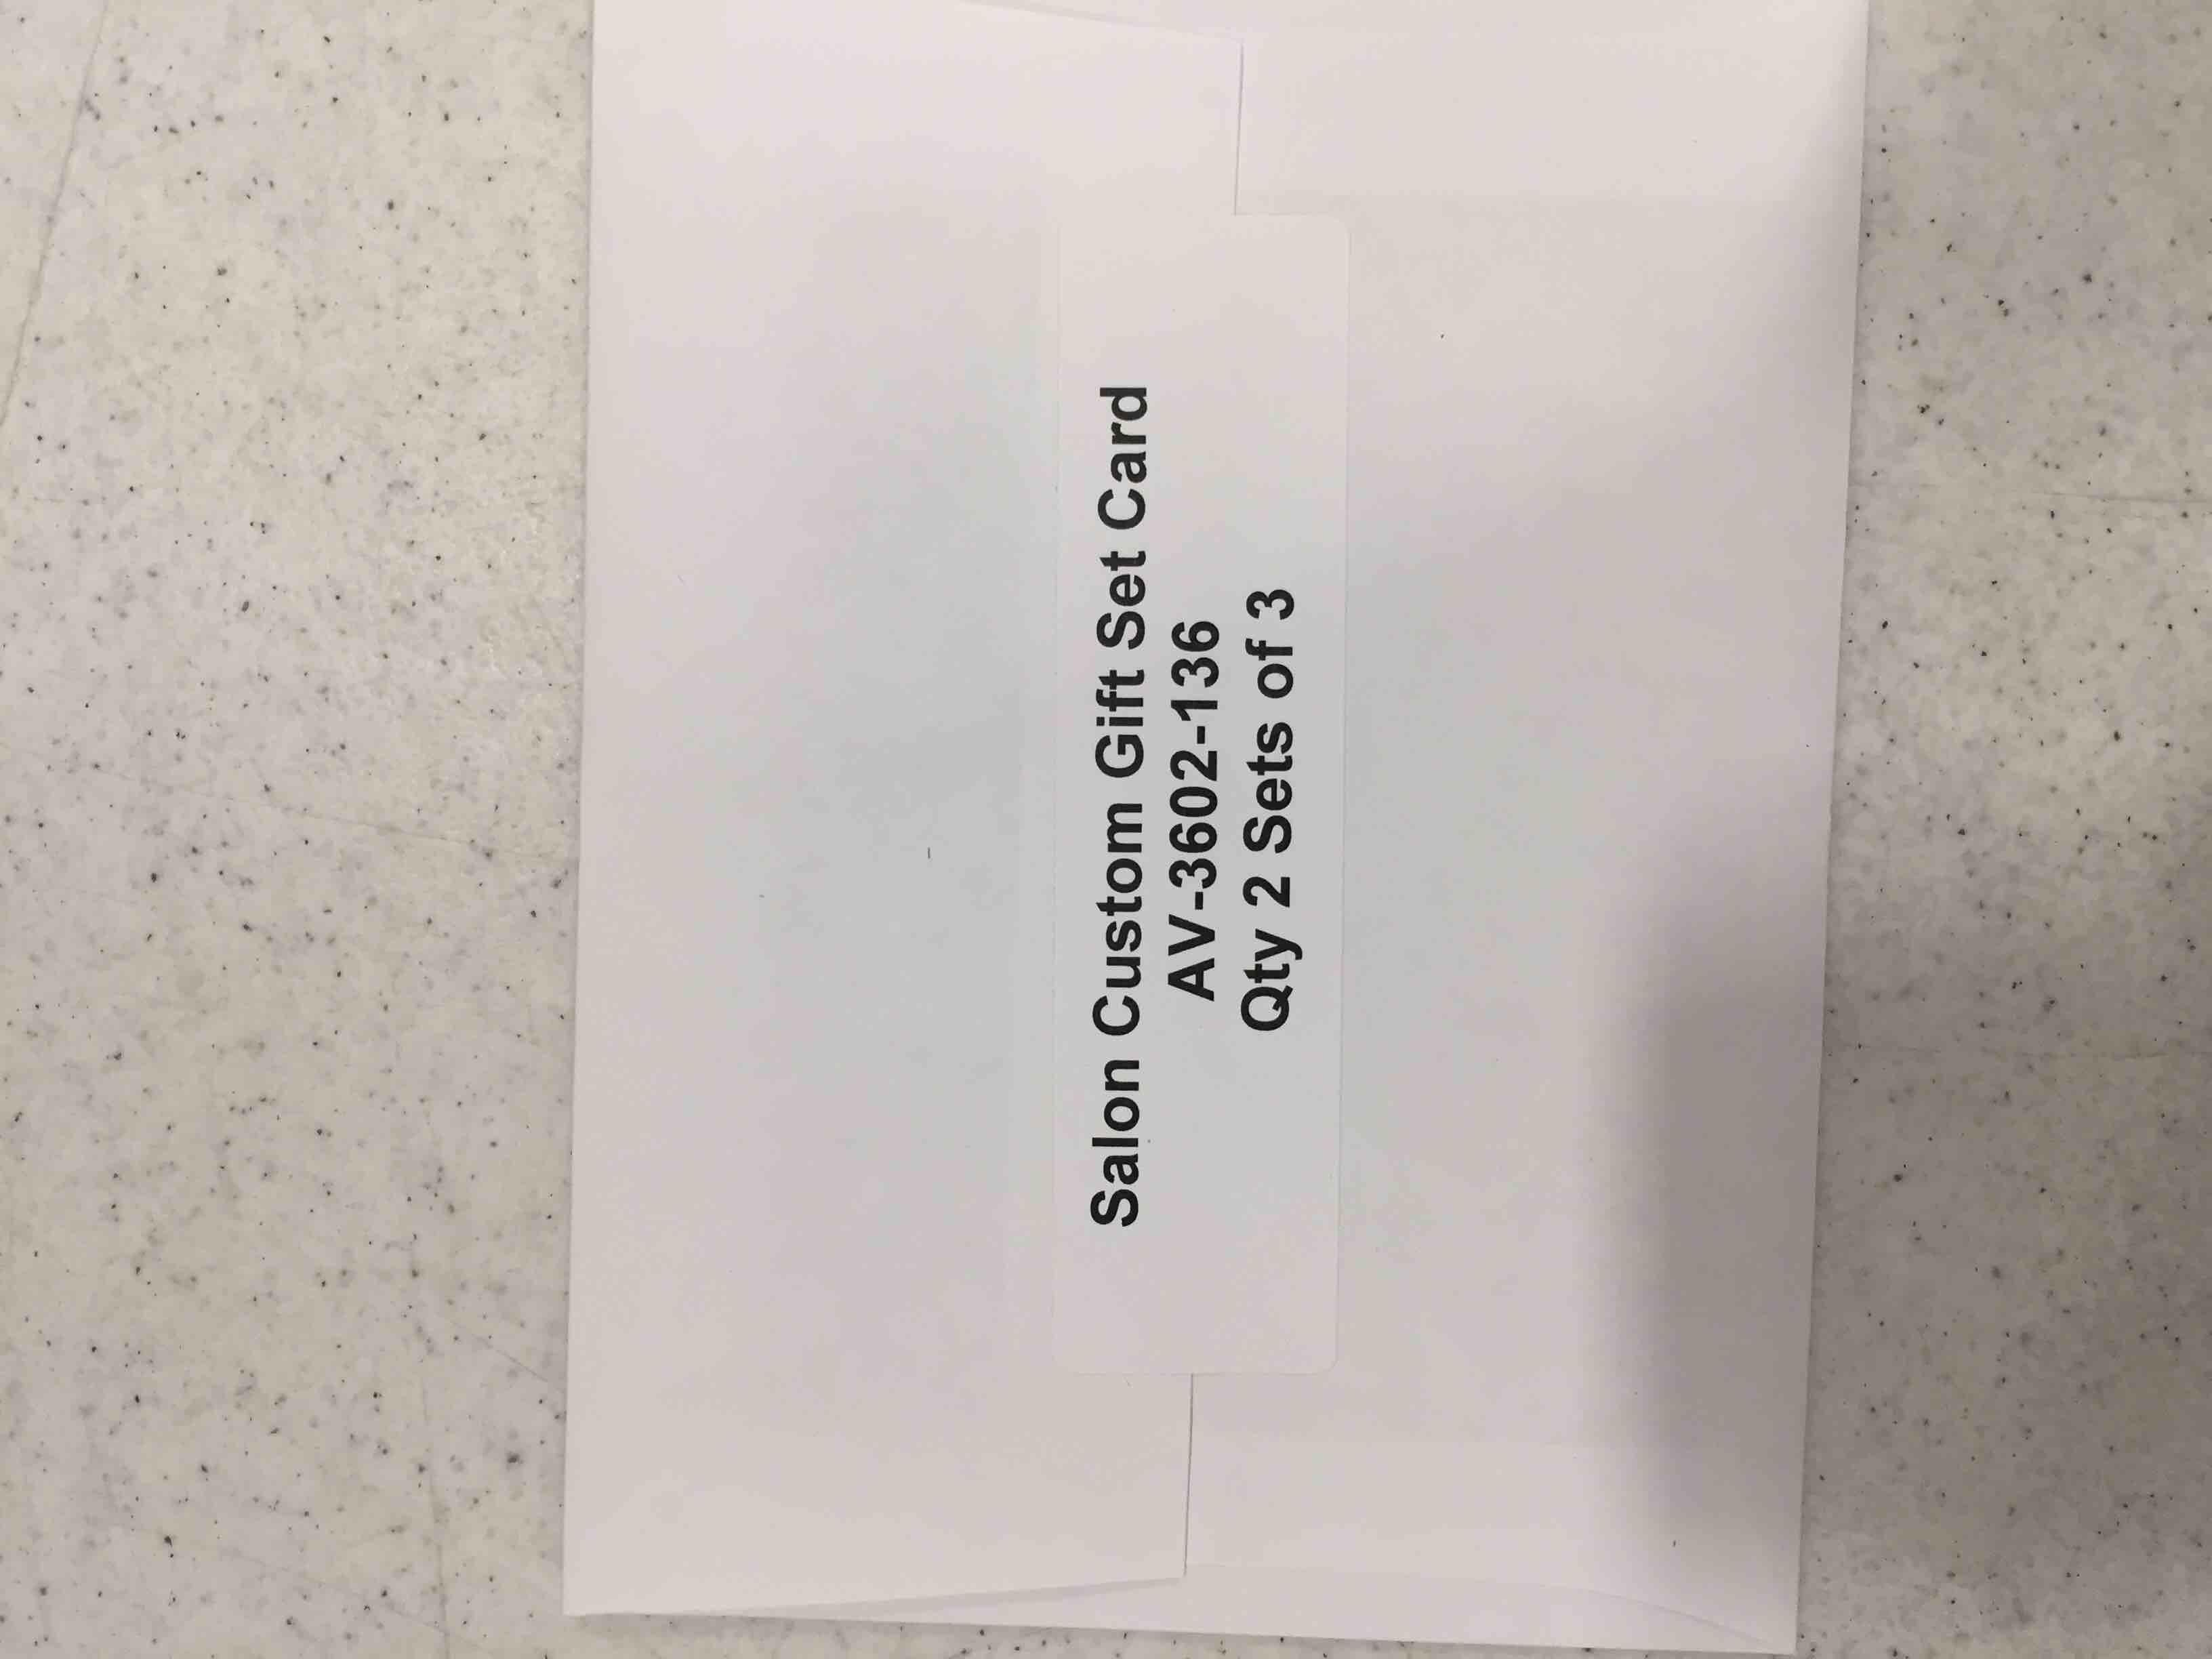 Salon Custom Gift Set Card
AV-3602-136
Qty 2 Sets of 3